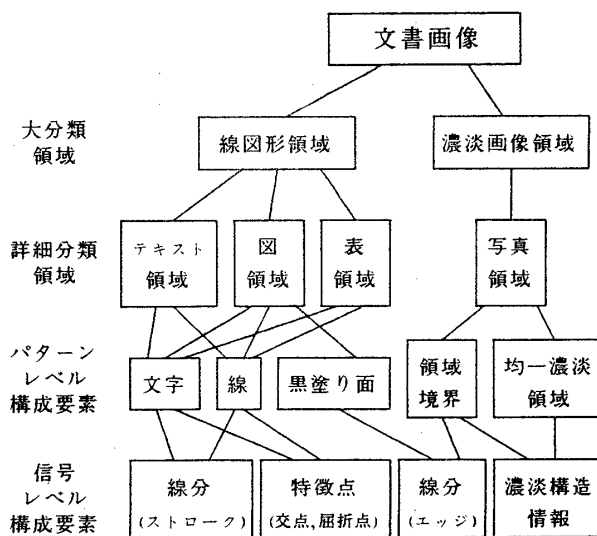 文書画像
大分類
領域
線図形領域
濃淡画像領域
詳細分類
領域
テキスト
領域
図
領域
表
領域
写真
領域
パターン
レベル
構成要素
文字
線
黒塗り面
領域
境界
均一濃淡
領域
信号
レベル
構成要素
線分
(ストローク)
特徴点
(交点,屈折点)
線分
(エッジ)
濃淡構造
情報